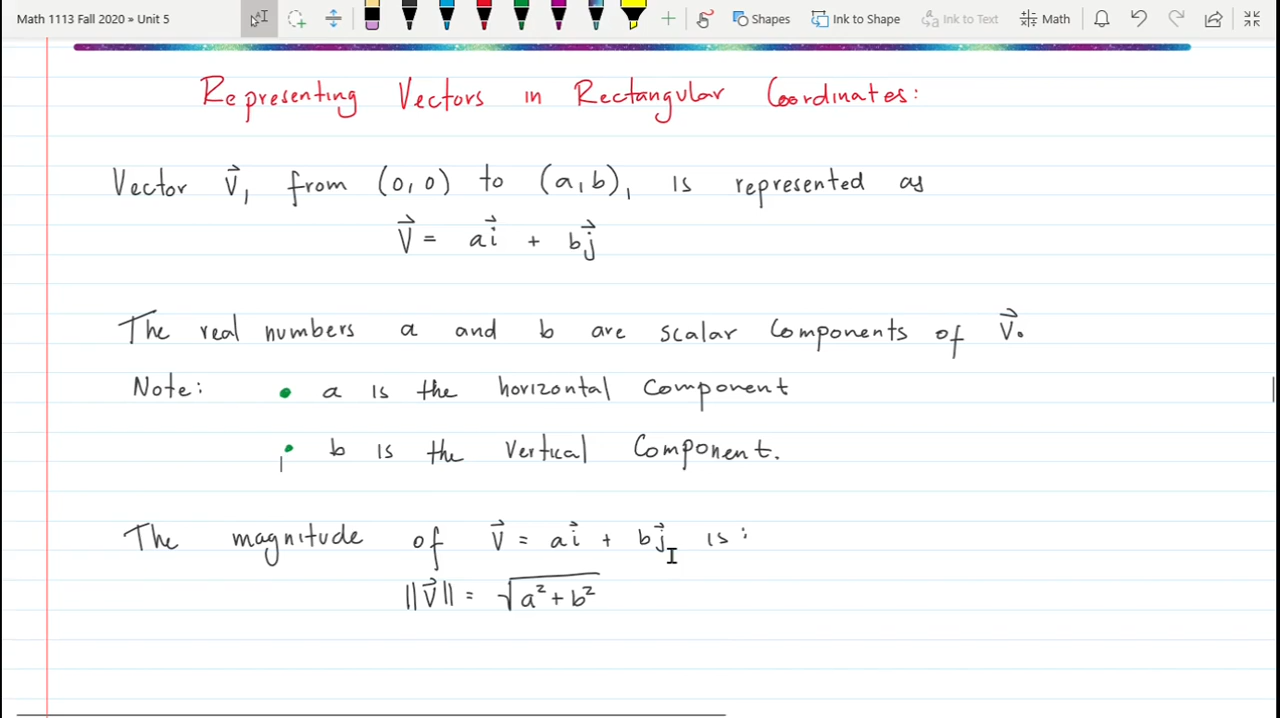 Math 1113 Fall 2020 » Unit 5
Shapes Ink to Shape Ink to Text Math
Representing Vectors in Rectangular Coordinates:
Vector v⃗, from (0,0) to (a,b), is represented as
v⃗ = ai⃗ + bj⃗
The real numbers a and b are scalar components of v⃗.
Note: • a is the horizontal component
• b is the vertical component.
The magnitude of v⃗ = ai⃗ + bj⃗ is:
||v⃗|| = √(a² + b²)